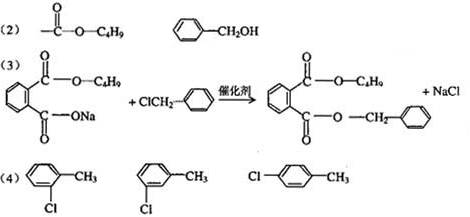 (2) —C(=O)—O—C₄H₉ CH₂OH
(3) C(=O)—O—C₄H₉ C(=O)—ONa + ClCH₂— 催化剂 → C(=O)—O—C₄H₉ C(=O)—O—CH₂— + NaCl
(4) CH₃ Cl CH₃ Cl Cl— —CH₃